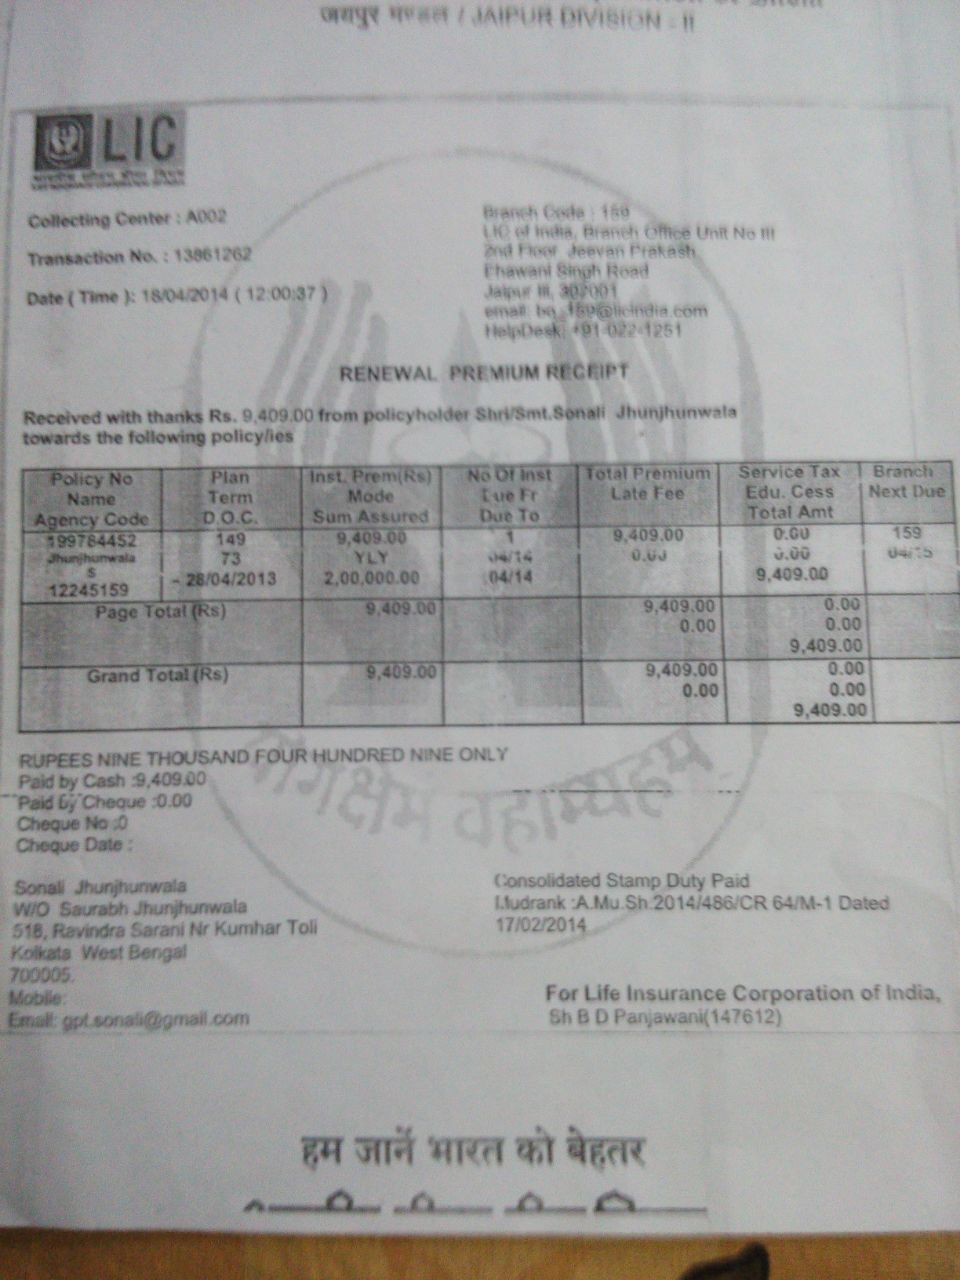 जयपुर मण्डल / JAIPUR DIVISION - II
LIC
Collecting Center : A002
Transaction No. : 13861262
Date ( Time ): 18/04/2014 ( 12:00:37 )
Branch Code : 159
LIC of India, Branch Office Unit No III
2nd Floor Jeevan Prakash
Bhawani Singh Road
Jaipur III, 302001
email: bo_159@licindia.com
HelpDesk: +91-022-1251
RENEWAL PREMIUM RECEIPT
Received with thanks Rs. 9,409.00 from policyholder Shri/Smt.Sonali Jhunjhunwala
towards the following policy/ies
Policy No Plan Inst. Prem(Rs) No Of Inst Total Premium Service Tax Branch
Name Term Mode Due Fr Late Fee Edu. Cess Next Due
Agency Code D.O.C. Sum Assured Due To Total Amt
199784452 149 9,409.00 1 9,409.00 0.00 159
Jhunjhunwala 73 YLY 04/14 0.00 0.00 04/15
S - 28/04/2013 2,00,000.00 04/14 9,409.00
12245159
Page Total (Rs) 9,409.00 9,409.00 0.00
0.00 0.00
9,409.00
Grand Total (Rs) 9,409.00 9,409.00 0.00
0.00 0.00
9,409.00
RUPEES NINE THOUSAND FOUR HUNDRED NINE ONLY
Paid by Cash :9,409.00
Paid by Cheque :0.00
Cheque No :0
Cheque Date :
योगक्षेमं वहाम्यहम्
Sonali Jhunjhunwala
W/O Saurabh Jhunjhunwala
518, Ravindra Sarani Nr Kumhar Toli
Kolkata West Bengal
700005.
Mobile:
Email: gpt.sonali@gmail.com
Consolidated Stamp Duty Paid
Mudrank :A.Mu.Sh.2014/486/CR 64/M-1 Dated
17/02/2014
For Life Insurance Corporation of India,
Sh B D Panjawani(147612)
हम जानें भारत को बेहतर